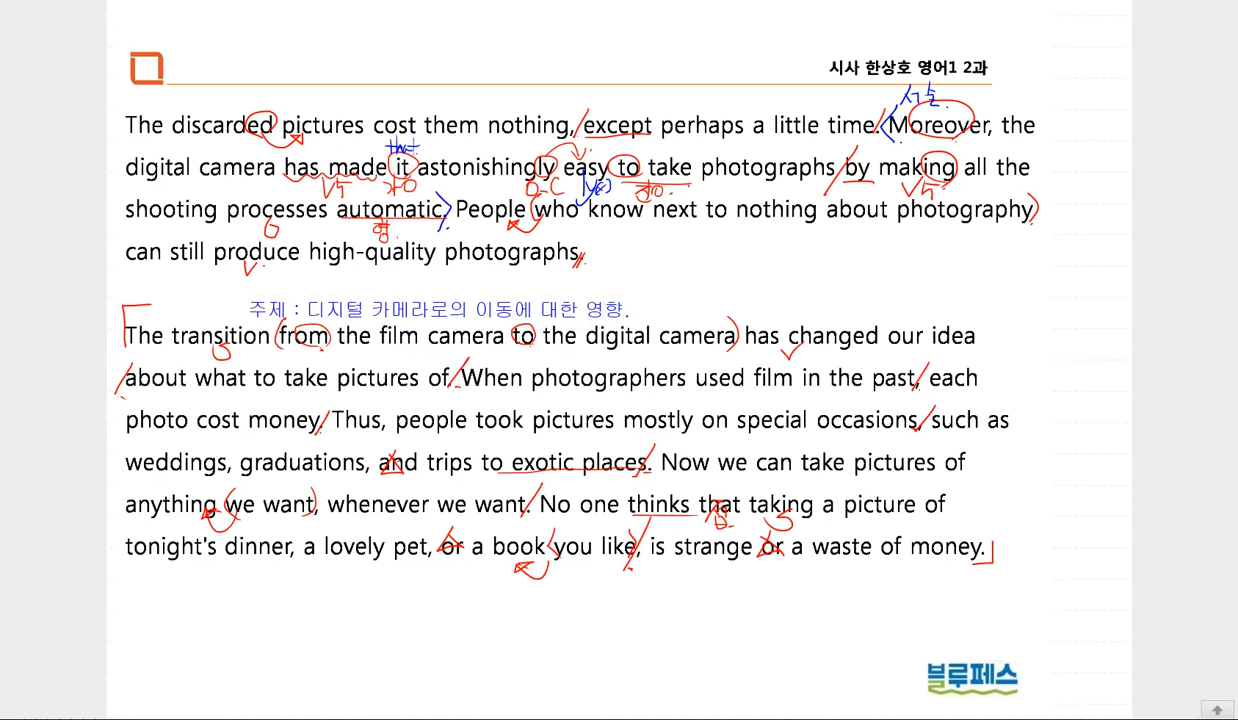 시사 한상호 영어1 2과
서술
The discarded pictures cost them nothing, except perhaps a little time. Moreover, the
digital camera has made it astonishingly easy to take photographs by making all the
shooting processes automatic. People who know next to nothing about photography
can still produce high-quality photographs.
주제 : 디지털 카메라로의 이동에 대한 영향.
The transition from the film camera to the digital camera has changed our idea
about what to take pictures of. When photographers used film in the past, each
photo cost money. Thus, people took pictures mostly on special occasions, such as
weddings, graduations, and trips to exotic places. Now we can take pictures of
anything we want, whenever we want. No one thinks that taking a picture of
tonight's dinner, a lovely pet, or a book you like, is strange or a waste of money.
블루페스